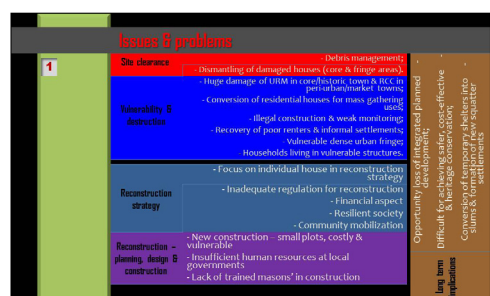 Issues & problems
1
Site clearance
- Debris management;
- Dismantling of damaged houses (core & fringe areas).
Vulnerability &
destruction
- Huge damage of URM in core/historic town & RCC in
peri-urban/market towns;
- Conversion of residential houses for mass gathering
uses;
- Illegal construction & weak monitoring;
- Recovery of poor renters & informal settlements;
- Vulnerable dense urban fringe;
- Households living in vulnerable structures.
Reconstruction
strategy
- Focus on individual house in reconstruction
strategy
- Inadequate regulation for reconstruction
- Financial aspect
- Resilient society
- Community mobilization
Reconstruction –
planning, design &
construction
- New construction – small plots, costly &
vulnerable
- Insufficient human resources at local
governments
- Lack of trained masons' in construction
Long term
implications
- Opportunity loss of integrated planned
development;
- Difficult for achieving safer, cost-effective
& heritage conservation;
- Conversion of temporary shelters into
slums & formation of new squatter
settlements